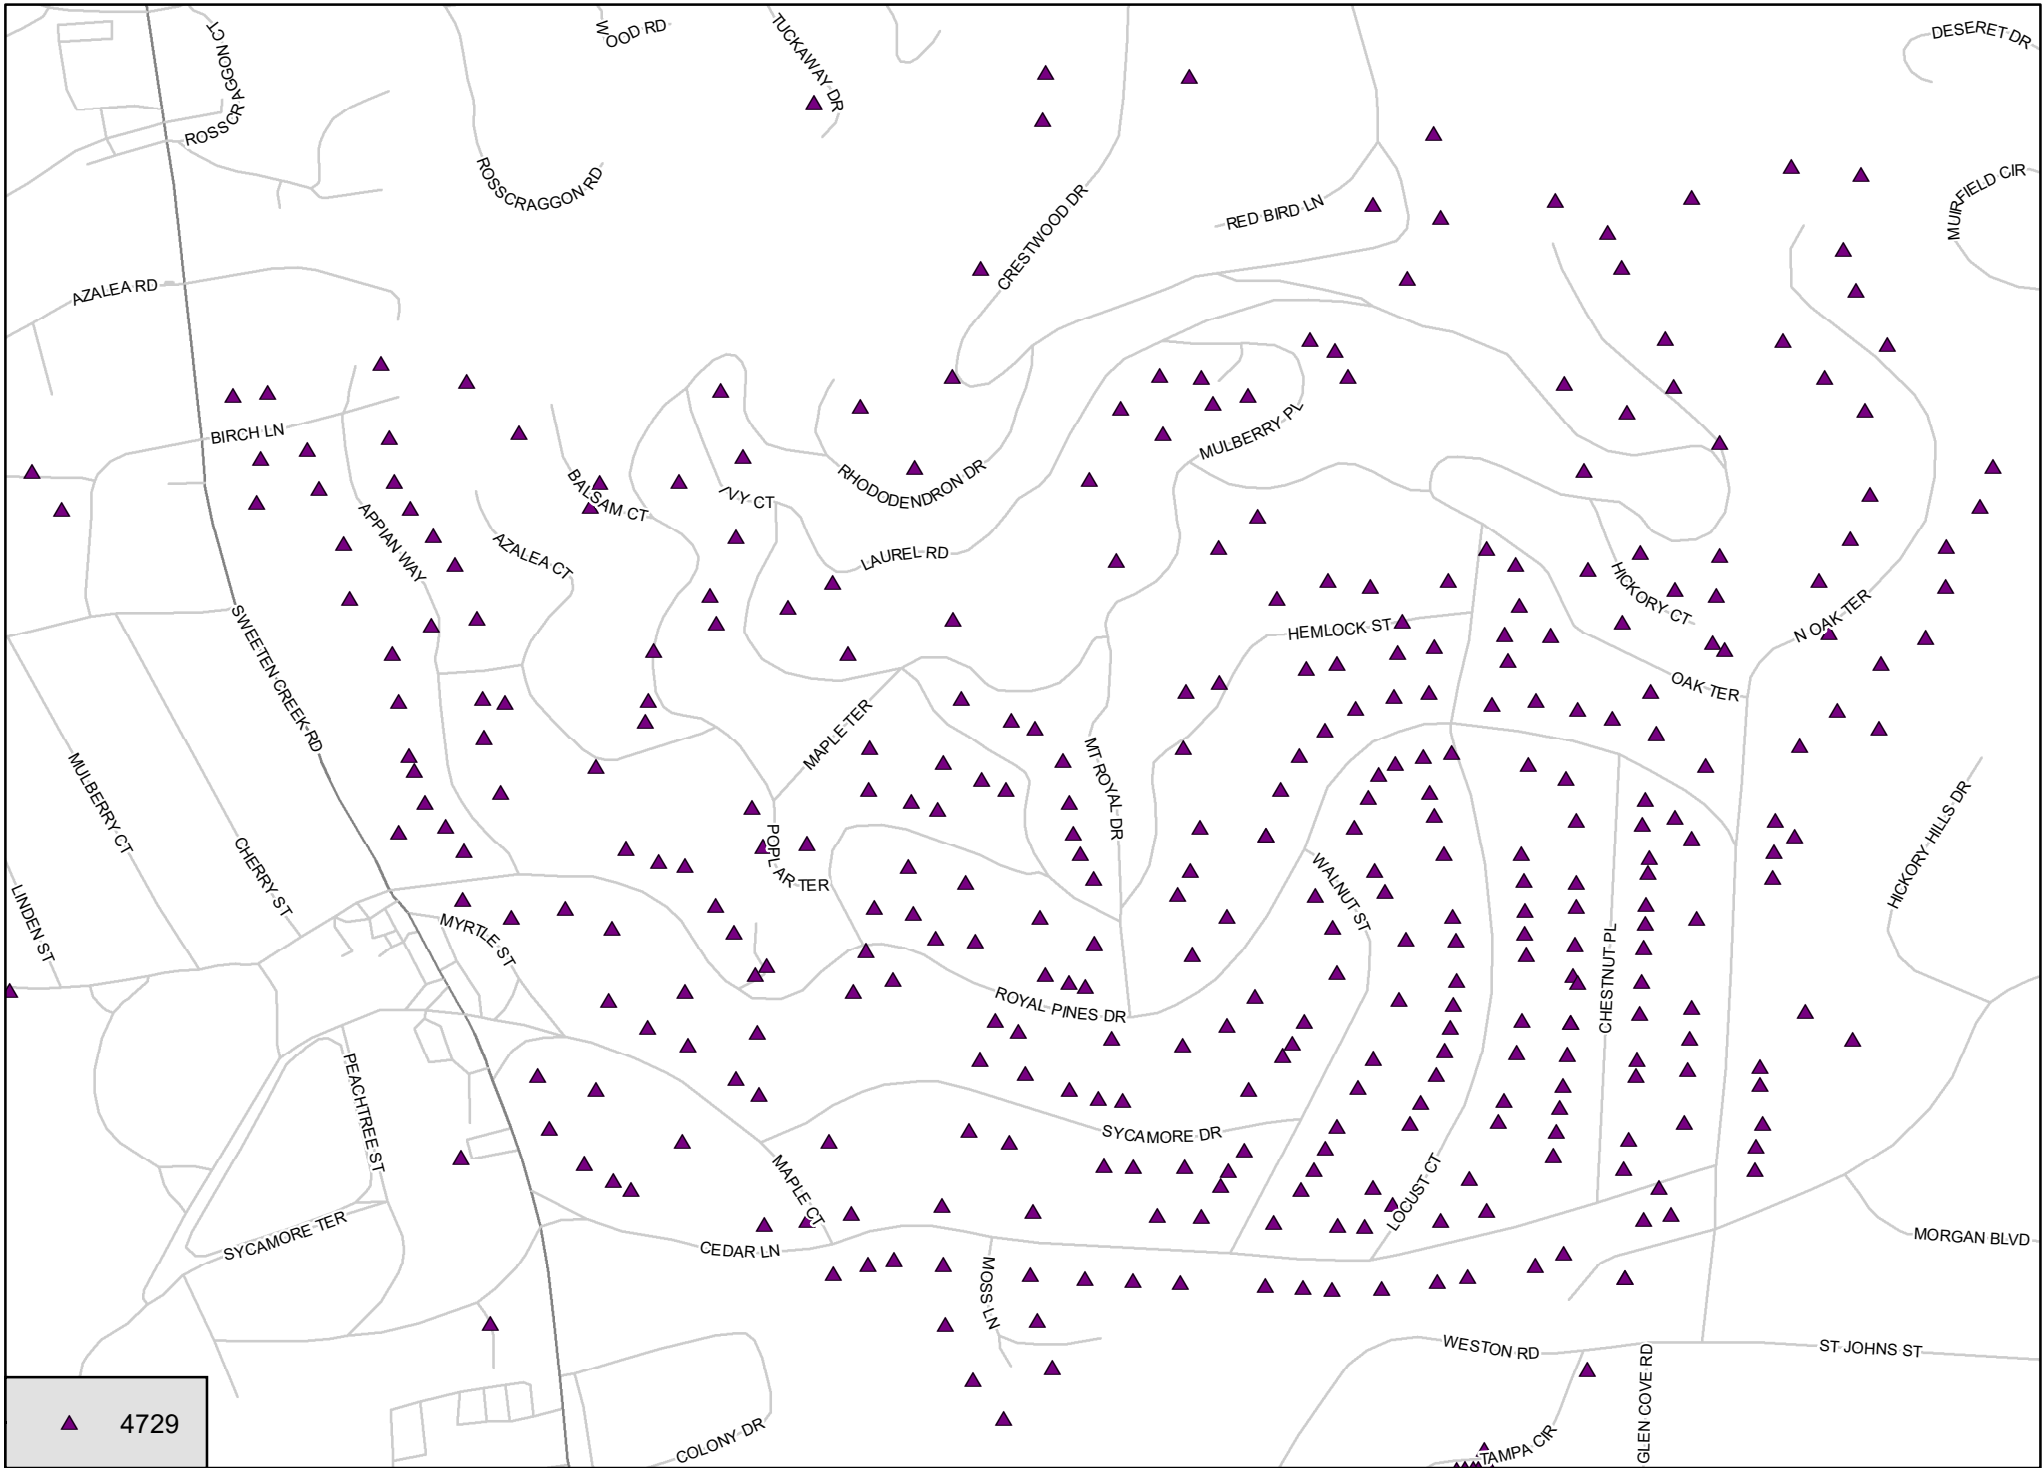 ROSSCRAGGON CT
WOOD RD
TUCKAWAY DR
DESERET DR
ROSSCRAGGON RD
CRESTWOOD DR
RED BIRD LN
MUIRFIELD CIR
AZALEA RD
BIRCH LN
MULBERRY PL
BALSAM CT
IVY CT
RHODODENDRON DR
APPIAN WAY
AZALEA CT
LAUREL RD
HICKORY CT
N OAK TER
HEMLOCK ST
SWEETEN CREEK RD
OAK TER
MAPLE TER
MT ROYAL DR
MULBERRY CT
CHERRY ST
POPLAR TER
WALNUT ST
HICKORY HILLS DR
LINDEN ST
MYRTLE ST
CHESTNUT PL
ROYAL PINES DR
PEACHTREE ST
SYCAMORE DR
MAPLE CT
LOCUST CT
SYCAMORE TER
CEDAR LN
MORGAN BLVD
MOSS LN
WESTON RD
ST JOHNS ST
GLEN COVE RD
COLONY DR
TAMPA CIR
4729